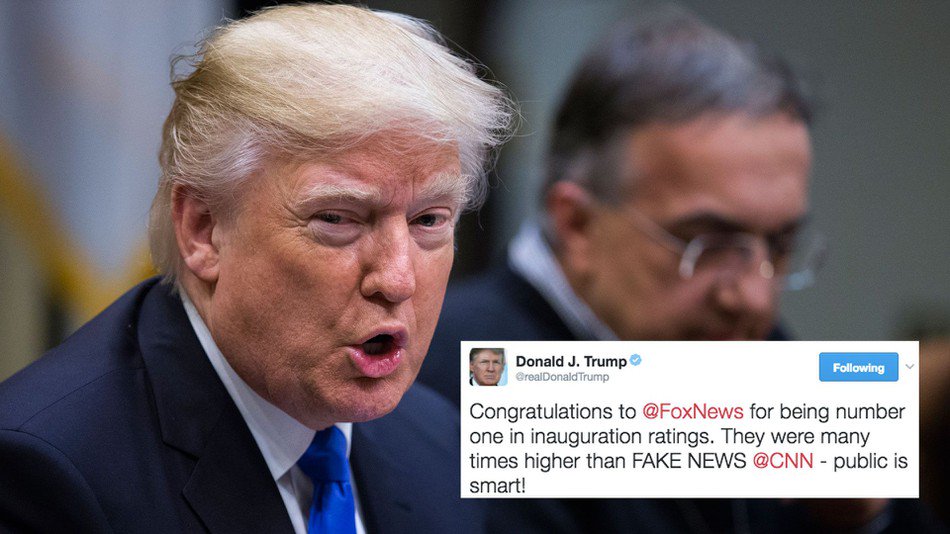 Donald J. Trump
@realDonaldTrump
Following
Congratulations to @FoxNews for being number
one in inauguration ratings. They were many
times higher than FAKE NEWS @CNN - public is
smart!